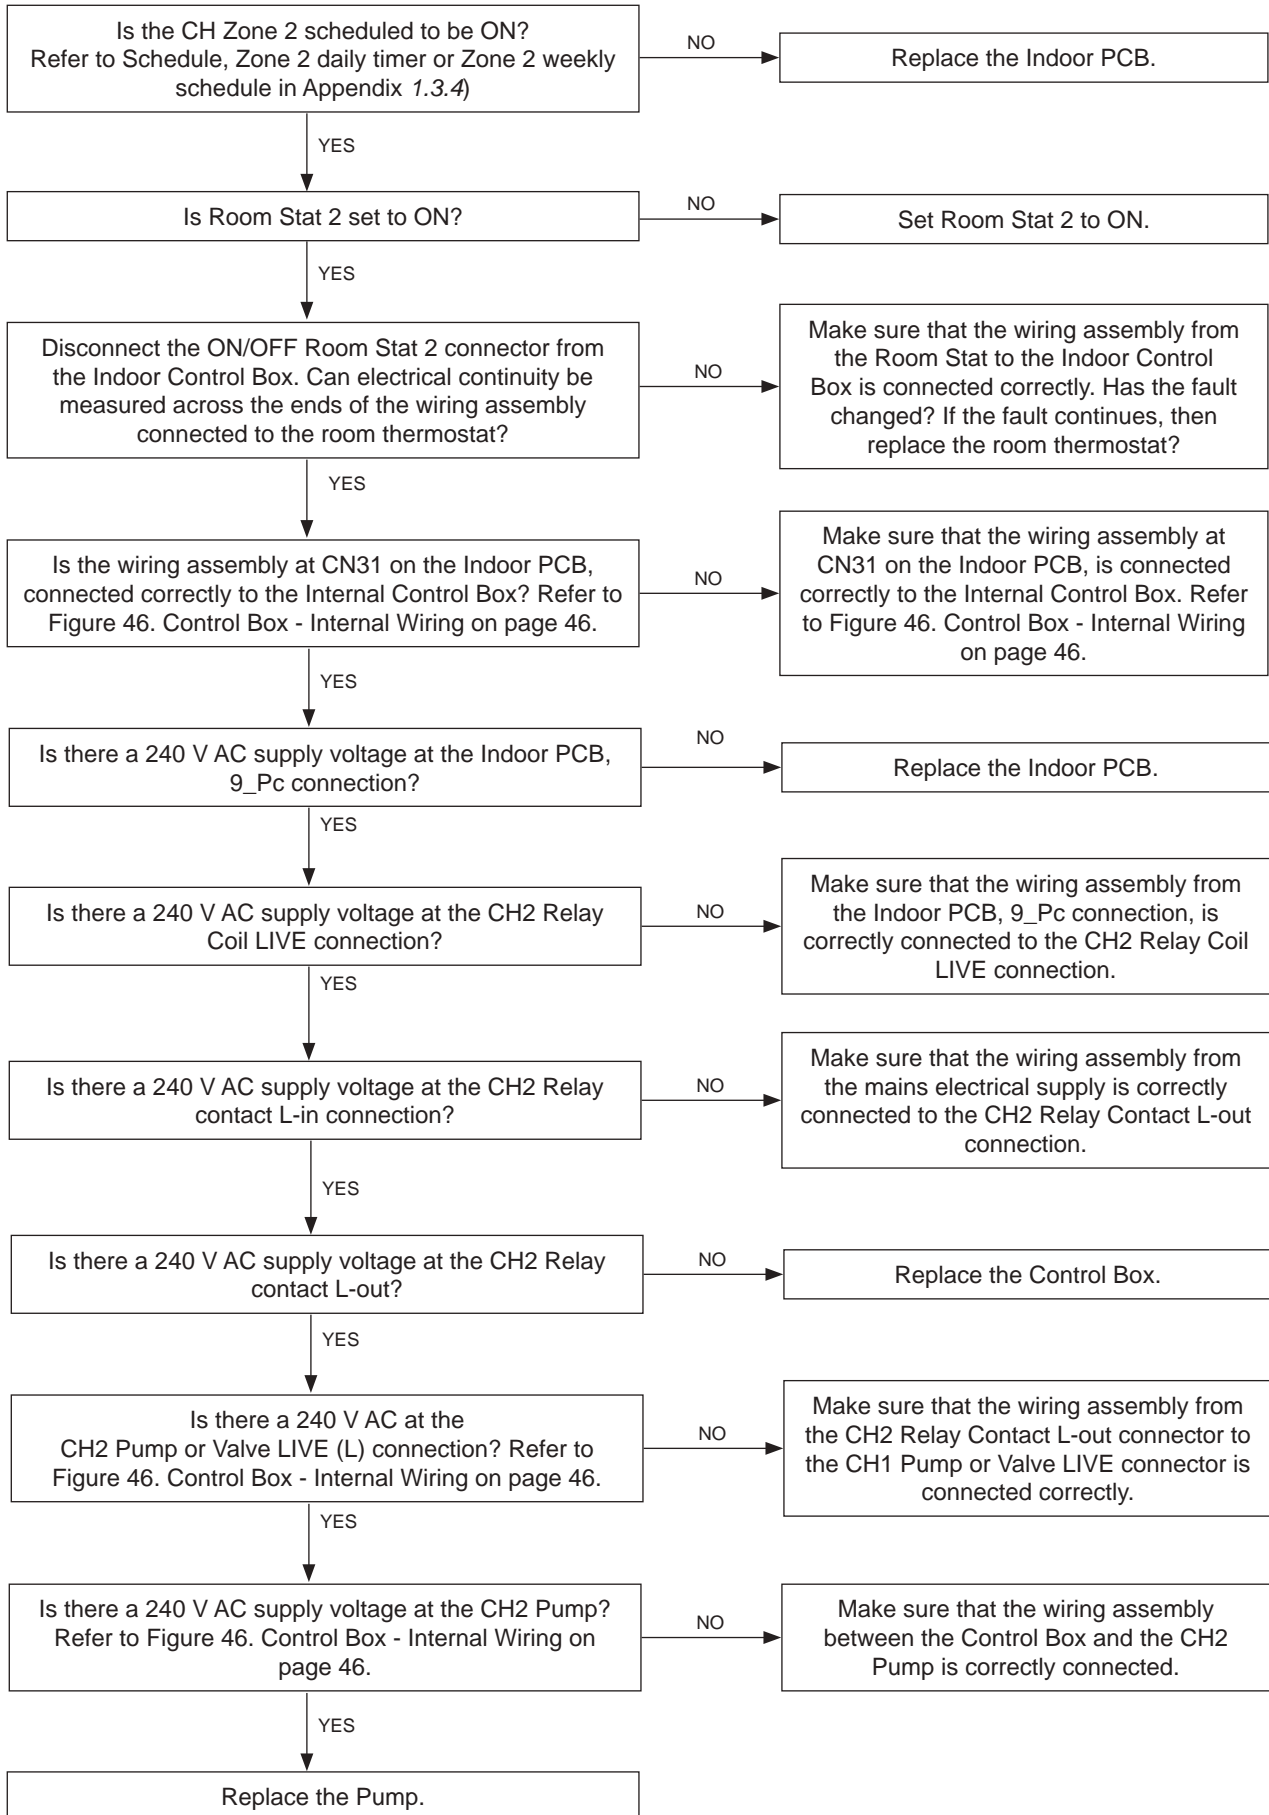 Is the CH Zone 2 scheduled to be ON?
Refer to Schedule, Zone 2 daily timer or Zone 2 weekly
schedule in Appendix 1.3.4)
NO
Replace the Indoor PCB.
YES
Is Room Stat 2 set to ON?
NO
Set Room Stat 2 to ON.
YES
Disconnect the ON/OFF Room Stat 2 connector from
the Indoor Control Box. Can electrical continuity be
measured across the ends of the wiring assembly
connected to the room thermostat?
NO
Make sure that the wiring assembly from
the Room Stat to the Indoor Control
Box is connected correctly. Has the fault
changed? If the fault continues, then
replace the room thermostat?
YES
Is the wiring assembly at CN31 on the Indoor PCB,
connected correctly to the Internal Control Box? Refer to
Figure 46. Control Box - Internal Wiring on page 46.
NO
Make sure that the wiring assembly at
CN31 on the Indoor PCB, is connected
correctly to the Internal Control Box. Refer
to Figure 46. Control Box - Internal Wiring
on page 46.
YES
Is there a 240 V AC supply voltage at the Indoor PCB,
9_Pc connection?
NO
Replace the Indoor PCB.
YES
Is there a 240 V AC supply voltage at the CH2 Relay
Coil LIVE connection?
NO
Make sure that the wiring assembly from
the Indoor PCB, 9_Pc connection, is
correctly connected to the CH2 Relay Coil
LIVE connection.
YES
Is there a 240 V AC supply voltage at the CH2 Relay
contact L-in connection?
NO
Make sure that the wiring assembly from
the mains electrical supply is correctly
connected to the CH2 Relay Contact L-out
connection.
YES
Is there a 240 V AC supply voltage at the CH2 Relay
contact L-out?
NO
Replace the Control Box.
YES
Is there a 240 V AC at the
CH2 Pump or Valve LIVE (L) connection? Refer to
Figure 46. Control Box - Internal Wiring on page 46.
NO
Make sure that the wiring assembly from
the CH2 Relay Contact L-out connector to
the CH1 Pump or Valve LIVE connector is
connected correctly.
YES
Is there a 240 V AC supply voltage at the CH2 Pump?
Refer to Figure 46. Control Box - Internal Wiring on
page 46.
NO
Make sure that the wiring assembly
between the Control Box and the CH2
Pump is correctly connected.
YES
Replace the Pump.